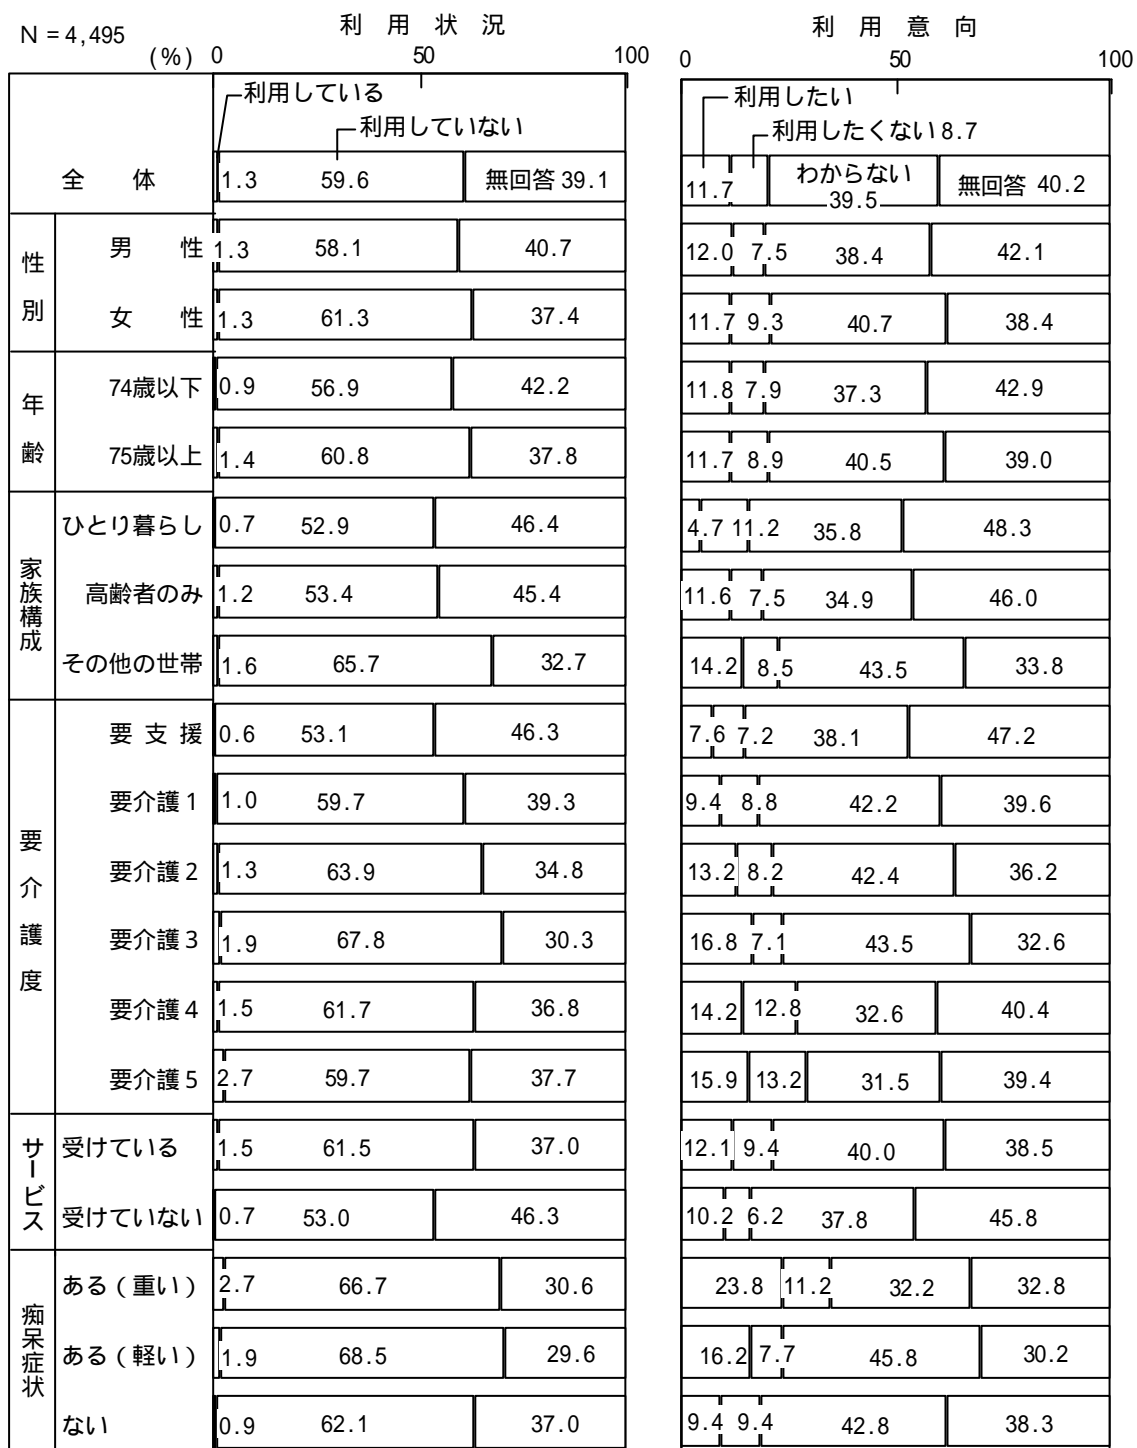 N = 4,495
利用状況
利用意向
(%) 0 50 100
0 50 100
利用している
利用していない
利用したい
利用したくない 8.7
全体 1.3 59.6 無回答 39.1 11.7 わからない 39.5 無回答 40.2
性別
男性 1.3 58.1 40.7 12.0 7.5 38.4 42.1
女性 1.3 61.3 37.4 11.7 9.3 40.7 38.4
年齢
74歳以下 0.9 56.9 42.2 11.8 7.9 37.3 42.9
75歳以上 1.4 60.8 37.8 11.7 8.9 40.5 39.0
家族構成
ひとり暮らし 0.7 52.9 46.4 4.7 11.2 35.8 48.3
高齢者のみ 1.2 53.4 45.4 11.6 7.5 34.9 46.0
その他の世帯 1.6 65.7 32.7 14.2 8.5 43.5 33.8
要介護度
要支援 0.6 53.1 46.3 7.6 7.2 38.1 47.2
要介護1 1.0 59.7 39.3 9.4 8.8 42.2 39.6
要介護2 1.3 63.9 34.8 13.2 8.2 42.4 36.2
要介護3 1.9 67.8 30.3 16.8 7.1 43.5 32.6
要介護4 1.5 61.7 36.8 14.2 12.8 32.6 40.4
要介護5 2.7 59.7 37.7 15.9 13.2 31.5 39.4
サービス
受けている 1.5 61.5 37.0 12.1 9.4 40.0 38.5
受けていない 0.7 53.0 46.3 10.2 6.2 37.8 45.8
痴呆症状
ある(重い) 2.7 66.7 30.6 23.8 11.2 32.2 32.8
ある(軽い) 1.9 68.5 29.6 16.2 7.7 45.8 30.2
ない 0.9 62.1 37.0 9.4 9.4 42.8 38.3